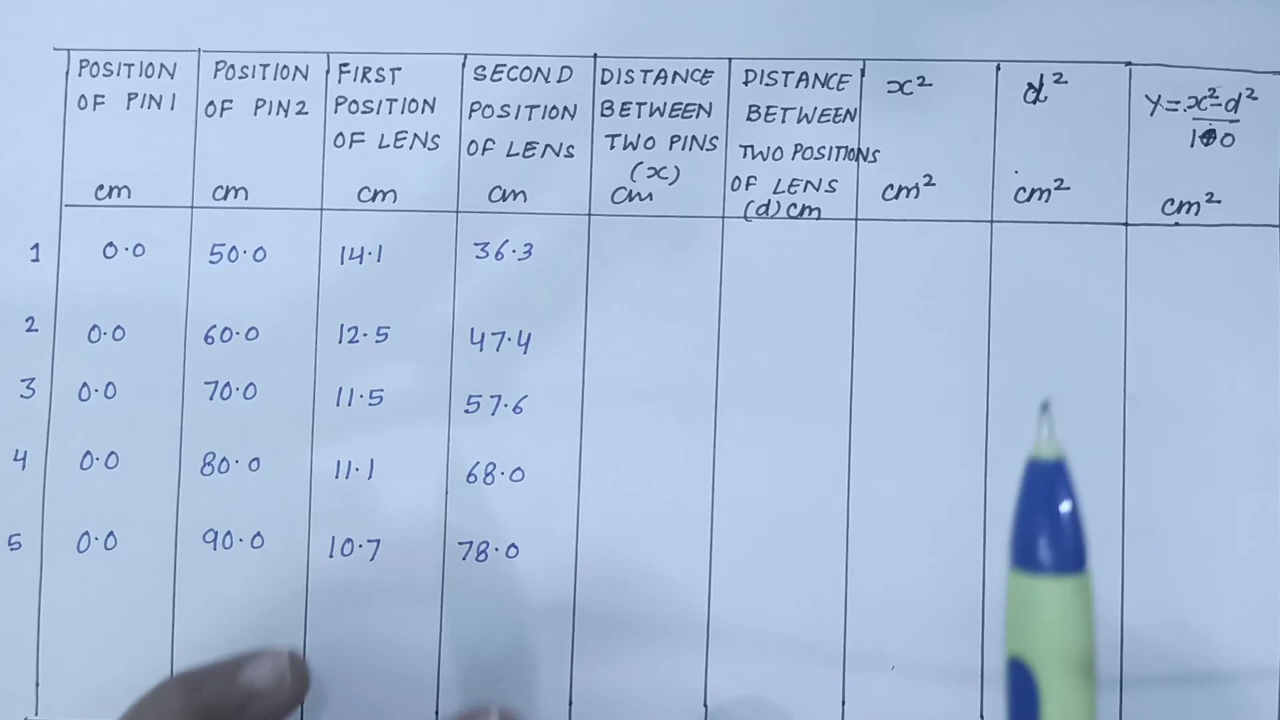 POSITION OF PIN1 cm
POSITION OF PIN2 cm
FIRST POSITION OF LENS cm
SECOND POSITION OF LENS cm
DISTANCE BETWEEN TWO PINS (x) cm
DISTANCE BETWEEN TWO POSITIONS OF LENS (d) cm
x² cm²
d² cm²
Y = x²-d² / 100 cm²
1 0.0 50.0 14.1 36.3
2 0.0 60.0 12.5 47.4
3 0.0 70.0 11.5 57.6
4 0.0 80.0 11.1 68.0
5 0.0 90.0 10.7 78.0